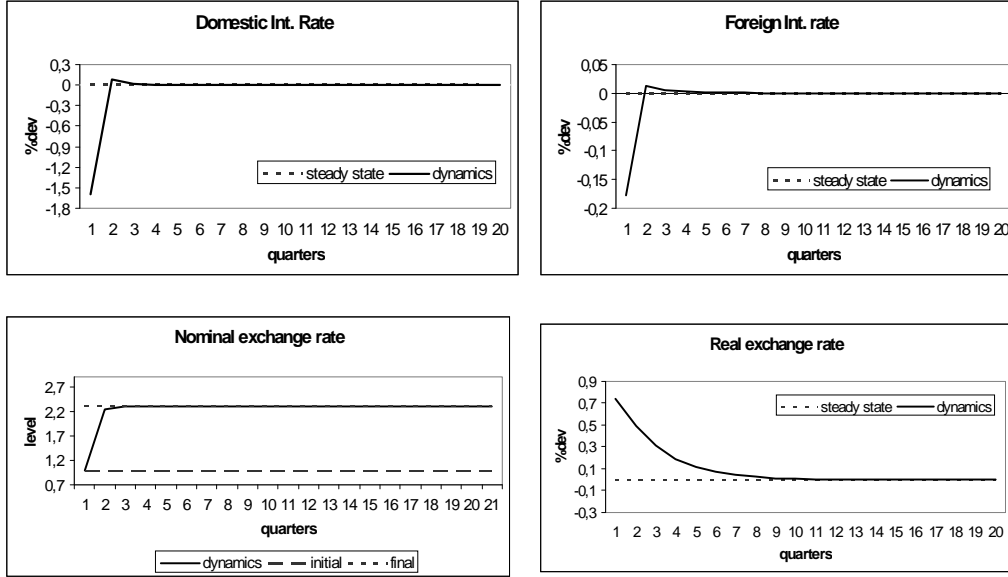 Domestic Int. Rate
0,3
0
-0,3
-0,6
-0,9
-1,2
-1,5
-1,8
%dev
steady state dynamics
1 2 3 4 5 6 7 8 9 10 11 12 13 14 15 16 17 18 19 20
quarters
Foreign Int. rate
0,05
0
-0,05
-0,1
-0,15
-0,2
%dev
steady state dynamics
1 2 3 4 5 6 7 8 9 10 11 12 13 14 15 16 17 18 19 20
quarters
Nominal exchange rate
2,7
2,2
1,7
1,2
0,7
level
1 2 3 4 5 6 7 8 9 10 11 12 13 14 15 16 17 18 19 20 21
quarters
dynamics initial final
Real exchange rate
0,9
0,7
0,5
0,3
0,1
-0,1
-0,3
%dev
steady state dynamics
1 2 3 4 5 6 7 8 9 10 11 12 13 14 15 16 17 18 19 20
quarters